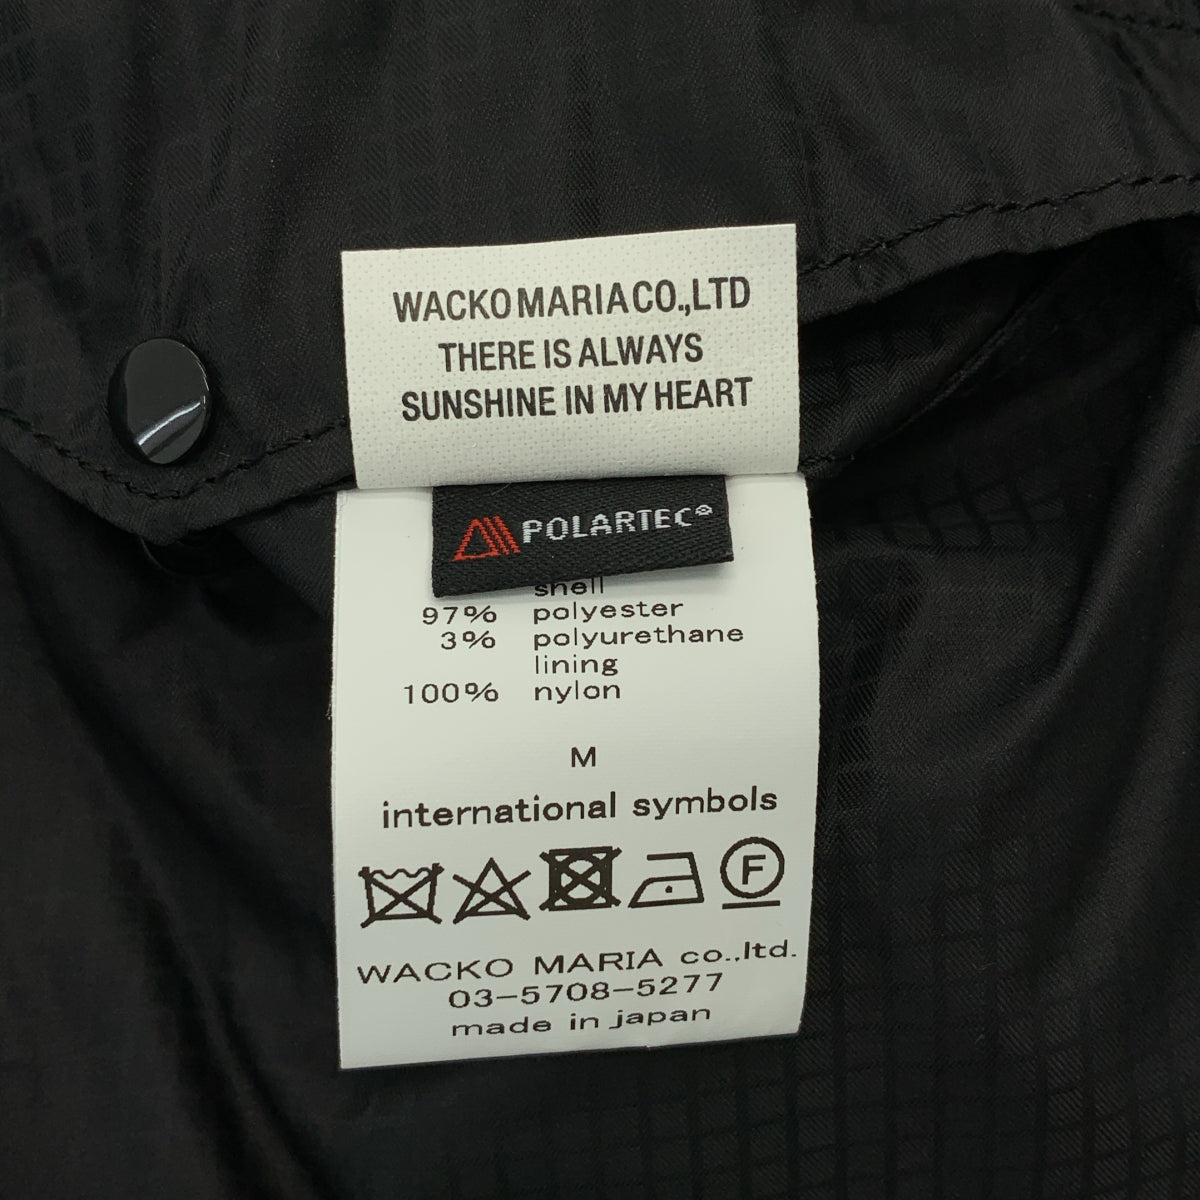 WACKO MARIA CO.,LTD
THERE IS ALWAYS
SUNSHINE IN MY HEART
POLARTEC®
shell
97% polyester
3% polyurethane
lining
100% nylon
M
international symbols
F
WACKO MARIA co.,ltd.
03-5708-5277
made in japan